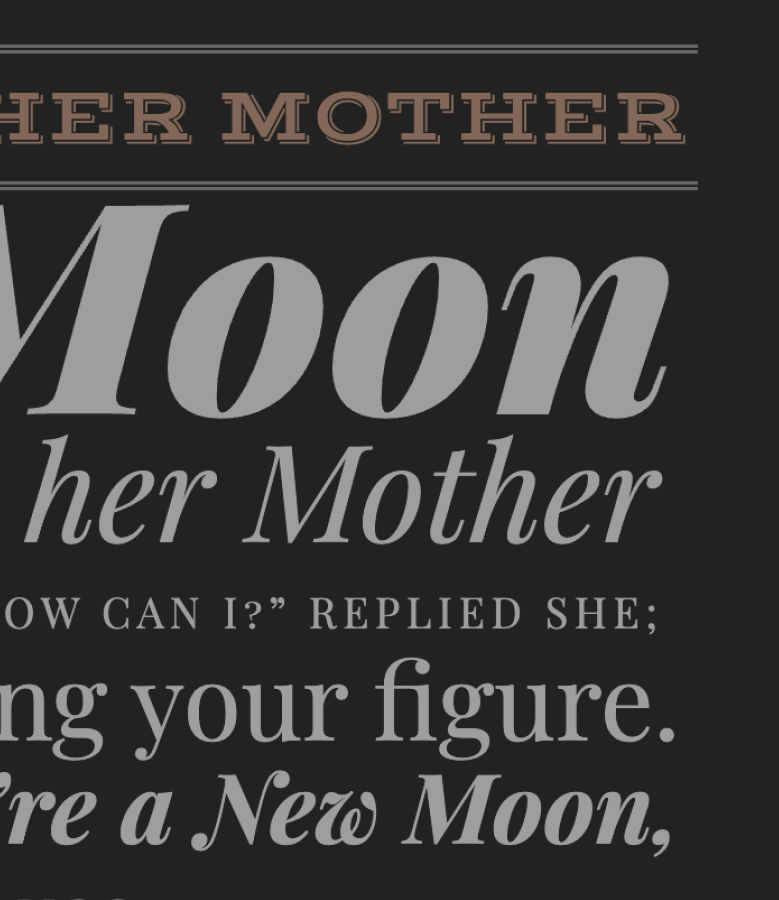 HER MOTHER
Moon
her Mother
OW CAN I?” REPLIED SHE;
ng your figure.
’re a New Moon,